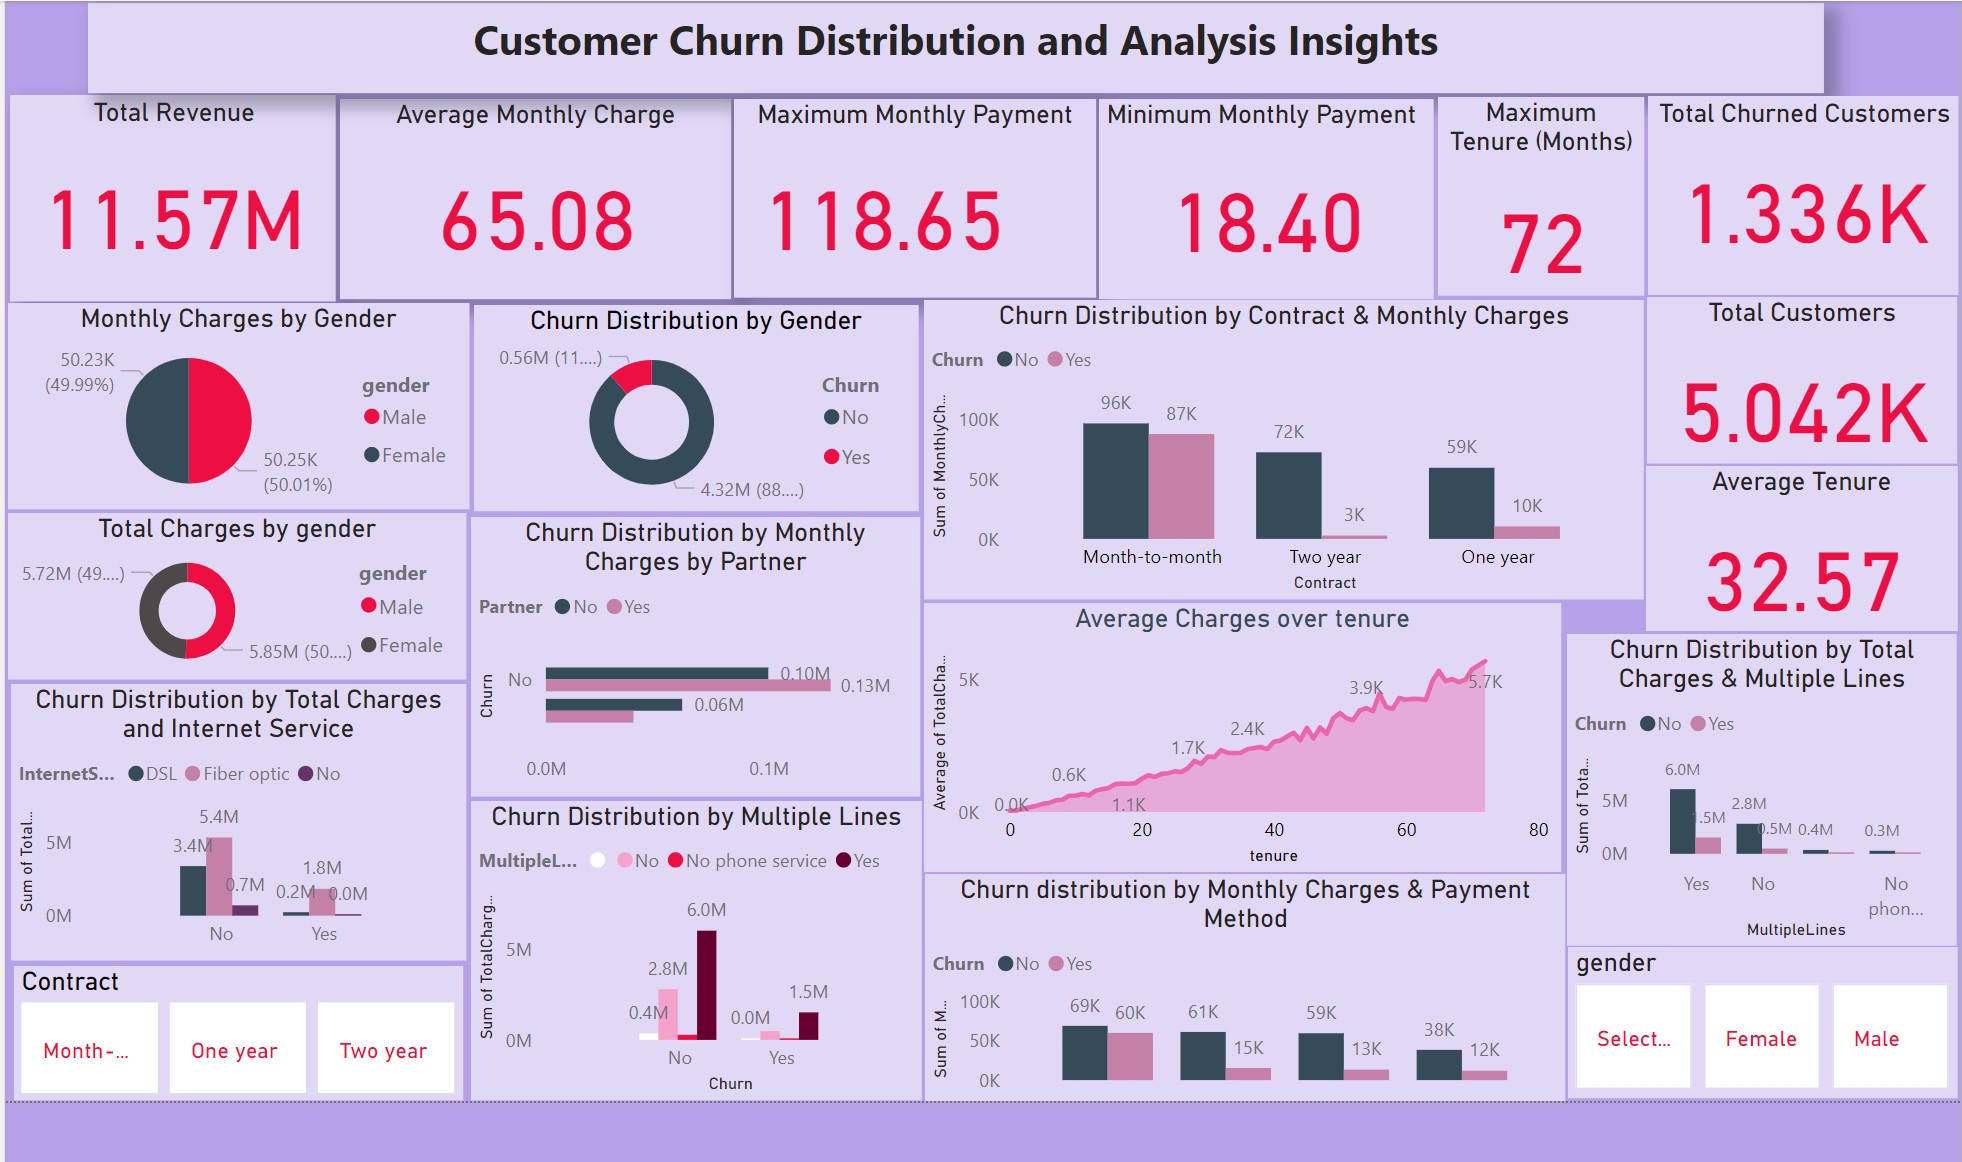 Customer Churn Distribution and Analysis Insights
Total Revenue
11.57M
Average Monthly Charge
65.08
Maximum Monthly Payment
118.65
Minimum Monthly Payment
18.40
Maximum
Tenure (Months)
72
Total Churned Customers
1.336K
Monthly Charges by Gender
50.23K
(49.99%)
50.25K
(50.01%)
gender
Male
Female
Churn Distribution by Gender
0.56M (11....)
4.32M (88....)
Churn
No
Yes
Churn Distribution by Contract & Monthly Charges
Churn No Yes
Sum of MonthlyCh...
100K
50K
0K
96K
87K
72K
3K
59K
10K
Month-to-month
Two year
One year
Contract
Total Customers
5.042K
Average Tenure
32.57
Total Charges by gender
5.72M (49....)
5.85M (50....)
gender
Male
Female
Churn Distribution by Monthly
Charges by Partner
Partner No Yes
Churn
No
0.10M
0.13M
0.06M
0.0M
0.1M
Average Charges over tenure
Average of TotalCha...
5K
0K
0.0K
0.6K
1.1K
1.7K
2.4K
3.9K
5.7K
0
20
40
60
80
tenure
Churn Distribution by Total
Charges & Multiple Lines
Churn No Yes
Sum of Tota...
5M
0M
6.0M
1.5M
2.8M
0.5M
0.4M
0.3M
Yes
No
No
phon...
MultipleLines
Churn Distribution by Total Charges
and Internet Service
InternetS... DSL Fiber optic No
Sum of Total...
5M
0M
3.4M
5.4M
0.7M
0.2M
1.8M
0.0M
No
Yes
Churn Distribution by Multiple Lines
MultipleL... No No phone service Yes
Sum of TotalCharg...
5M
0M
0.4M
2.8M
6.0M
0.0M
1.5M
No
Yes
Churn
Churn distribution by Monthly Charges & Payment
Method
Churn No Yes
Sum of M...
100K
50K
0K
69K
60K
61K
15K
59K
13K
38K
12K
Contract
Month-...
One year
Two year
gender
Select...
Female
Male